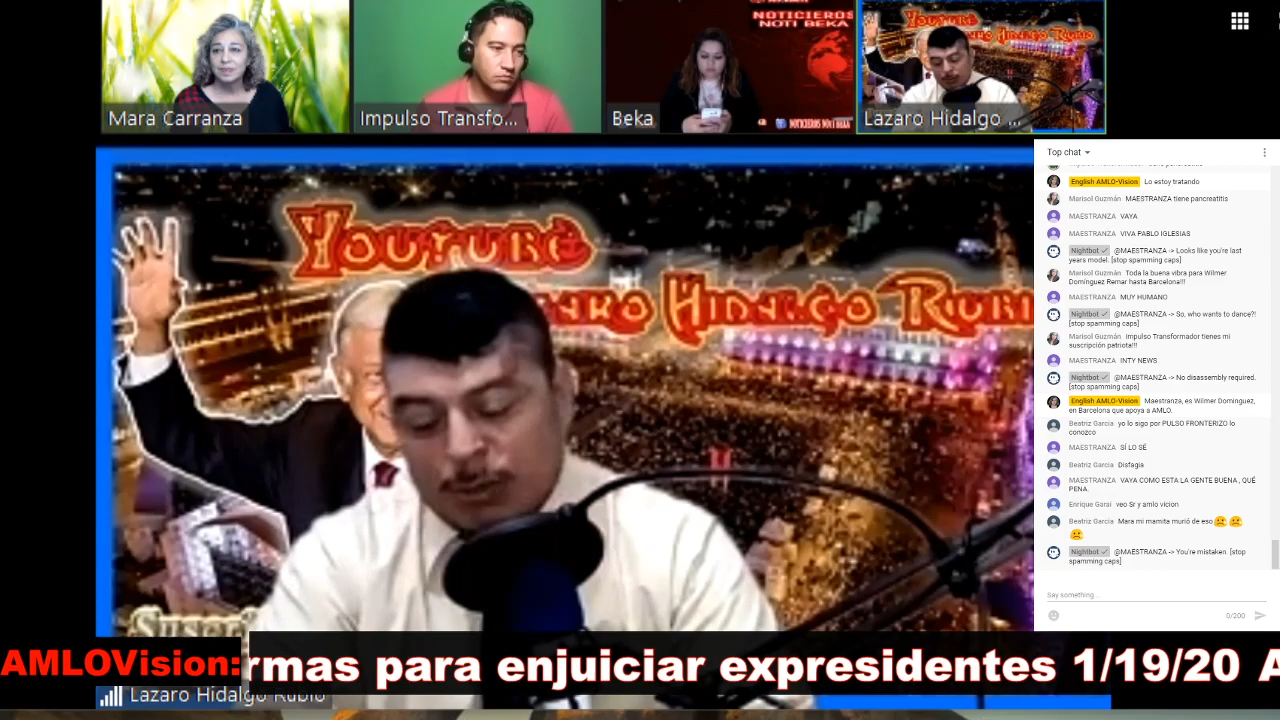 NOTICIEROS
NOTI BEKA
YouTube
Hidalgo Rubio
Mara Carranza
Impulso Transfo...
Beka
NOTICIEROS NOTI BEKA
Lazaro Hidalgo ...
YouTube
Hidalgo Rubi
Top chat
English AMLO-Vision Lo estoy tratando
Marisol Guzmán MAESTRANZA tiene pancreatitis
MAESTRANZA VAYA
MAESTRANZA VIVA PABLO IGLESIAS
Nightbot @MAESTRANZA -> Looks like you're last
years model. [stop spamming caps]
Marisol Guzmán Toda la buena vibra para Wilmer
Domínguez Remar hasta Barcelona!!!
MAESTRANZA MUY HUMANO
Nightbot @MAESTRANZA -> So, who wants to dance?!
[stop spamming caps]
Marisol Guzmán Impulso Transformador tienes mi
suscripción patriota!!!
MAESTRANZA INTY NEWS
Nightbot @MAESTRANZA -> No disassembly required.
[stop spamming caps]
English AMLO-Vision Maestranza, es Wilmer Dominguez,
en Barcelona que apoya a AMLO.
Beatriz Garcia yo lo sigo por PULSO FRONTERIZO lo
conozco
MAESTRANZA SÍ LO SÉ
Beatriz Garcia Disfagia
MAESTRANZA VAYA COMO ESTA LA GENTE BUENA , QUÉ
PENA.
Enrique Garai veo Sr y amlo vicion
Beatriz Garcia Mara mi mamita murió de eso
Nightbot @MAESTRANZA -> You're mistaken. [stop
spamming caps]
Say something...
0/200
Suscri
AMLOVision: rmas para enjuiciar expresidentes 1/19/20 A
Lazaro Hidalgo Rubio